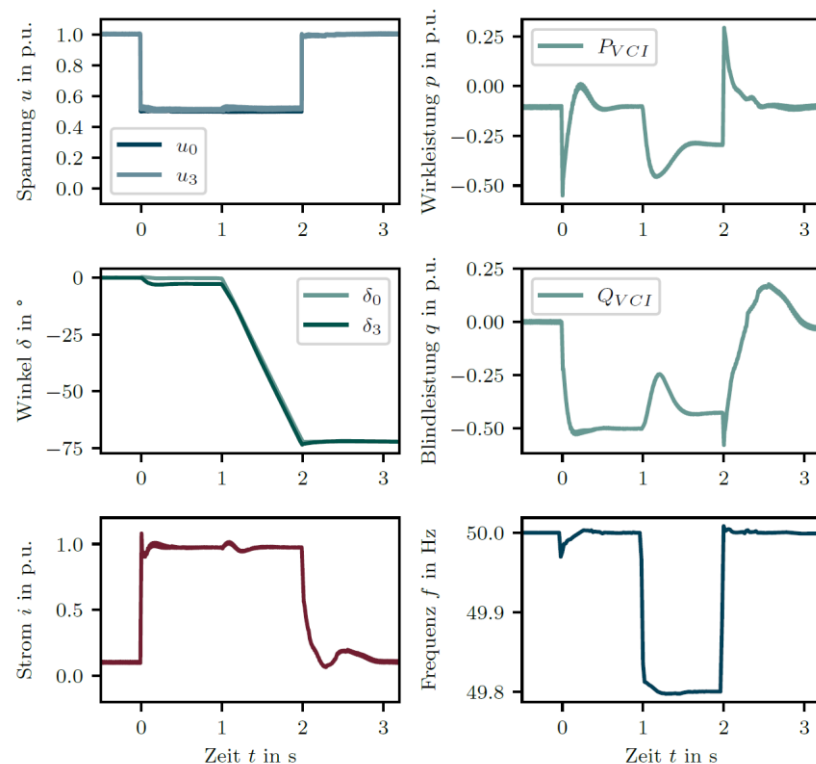 Spannung u in p.u.
1.0
0.8
0.6
0.4
0.2
0.0
u₀
u₃
0 1 2 3
Wirkleistung p in p.u.
0.25
0.00
−0.25
−0.50
P_VCI
0 1 2 3
Winkel δ in °
0
−25
−50
−75
δ₀
δ₃
0 1 2 3
Blindleistung q in p.u.
0.00
−0.25
−0.50
Q_VCI
0 1 2 3
Strom i in p.u.
1.0
0.5
0.0
0 1 2 3
Zeit t in s
Frequenz f in Hz
50.0
49.9
49.8
0 1 2 3
Zeit t in s